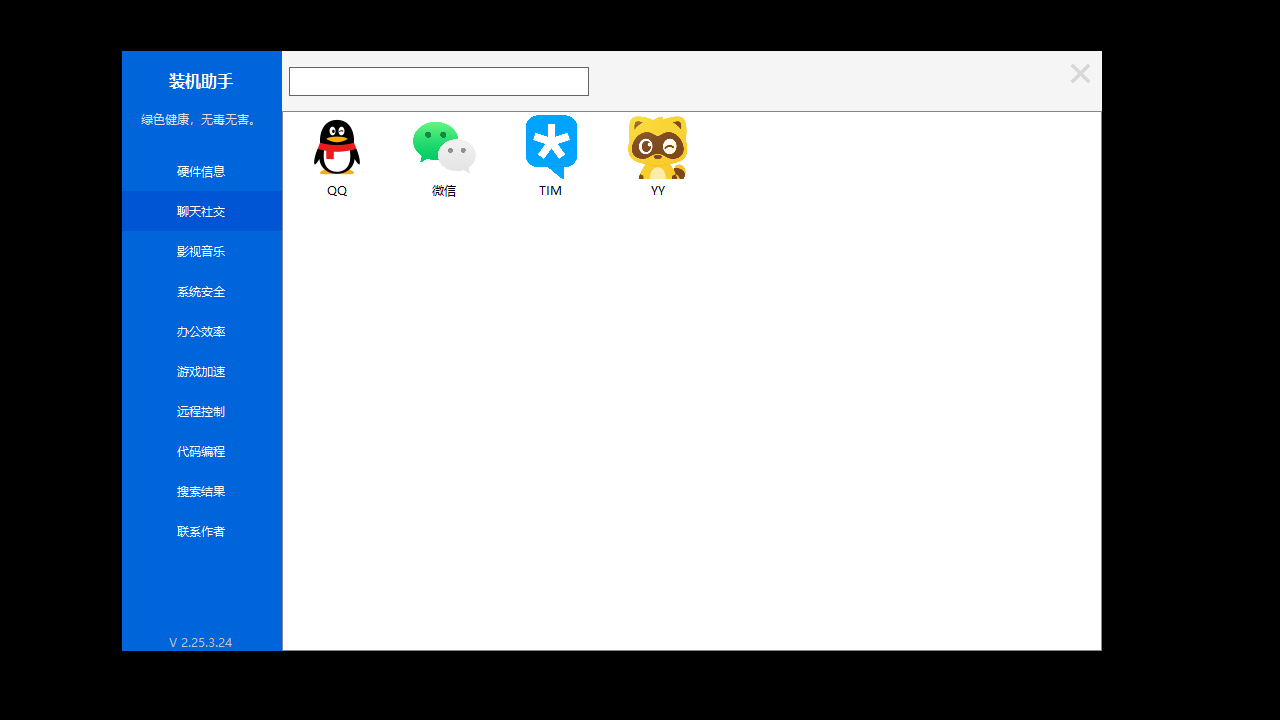 装机助手
绿色健康，无毒无害。
硬件信息
聊天社交
影视音乐
系统安全
办公效率
游戏加速
远程控制
代码编程
搜索结果
联系作者
V 2.25.3.24
QQ 微信 TIM YY